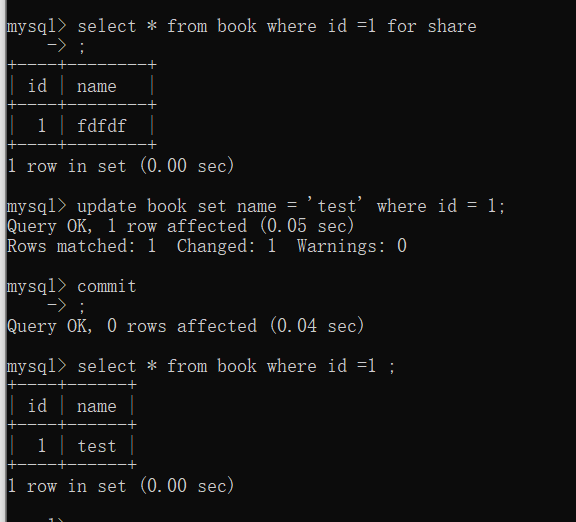 mysql> select * from book where id =1 for share
    -> ;
+----+--------+
| id | name   |
+----+--------+
|  1 | fdfdf  |
+----+--------+
1 row in set (0.00 sec)
mysql> update book set name = 'test' where id = 1;
Query OK, 1 row affected (0.05 sec)
Rows matched: 1  Changed: 1  Warnings: 0
mysql> commit
    -> ;
Query OK, 0 rows affected (0.04 sec)
mysql> select * from book where id =1 ;
+----+------+
| id | name |
+----+------+
|  1 | test |
+----+------+
1 row in set (0.00 sec)